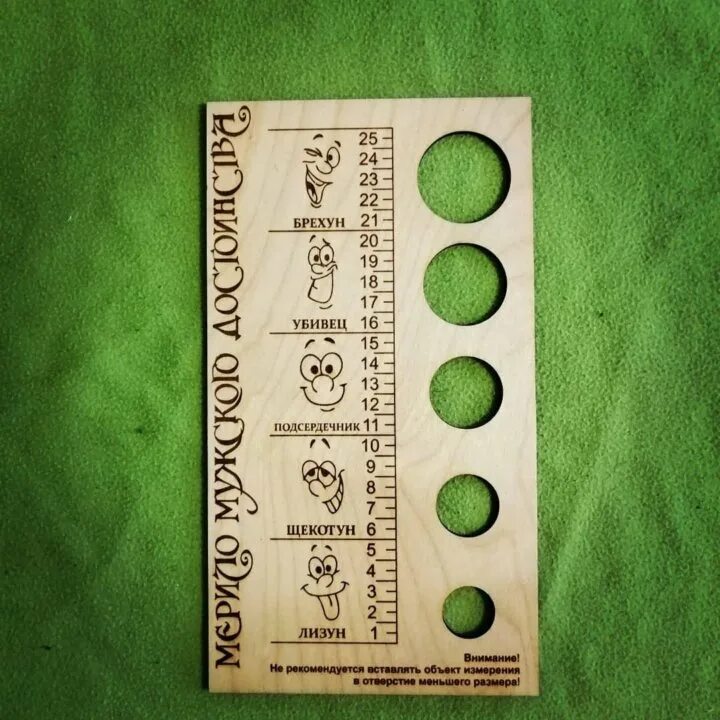 МЕРИЛО МУЖСКОГО ДОСТОИНСТВА
25
24
23
22
БРЕХУН 21
20
19
18
17
УБИВЕЦ 16
15
14
13
12
ПОДСЕРДЕЧНИК 11
10
9
8
7
ЩЕКОТУН 6
5
4
3
2
ЛИЗУН 1
Внимание!
Не рекомендуется вставлять объект измерения
в отверстие меньшего размера!